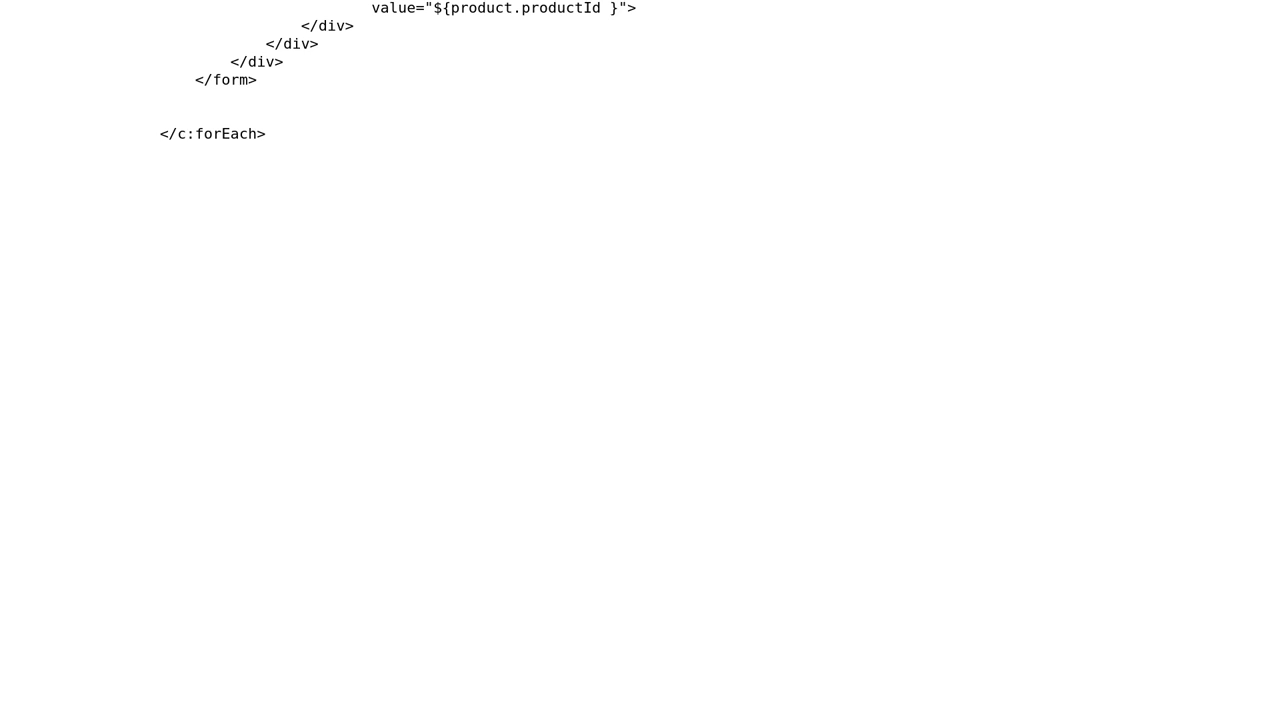 value="${product.productId }">
</div>
</div>
</div>
</form>
</c:forEach>